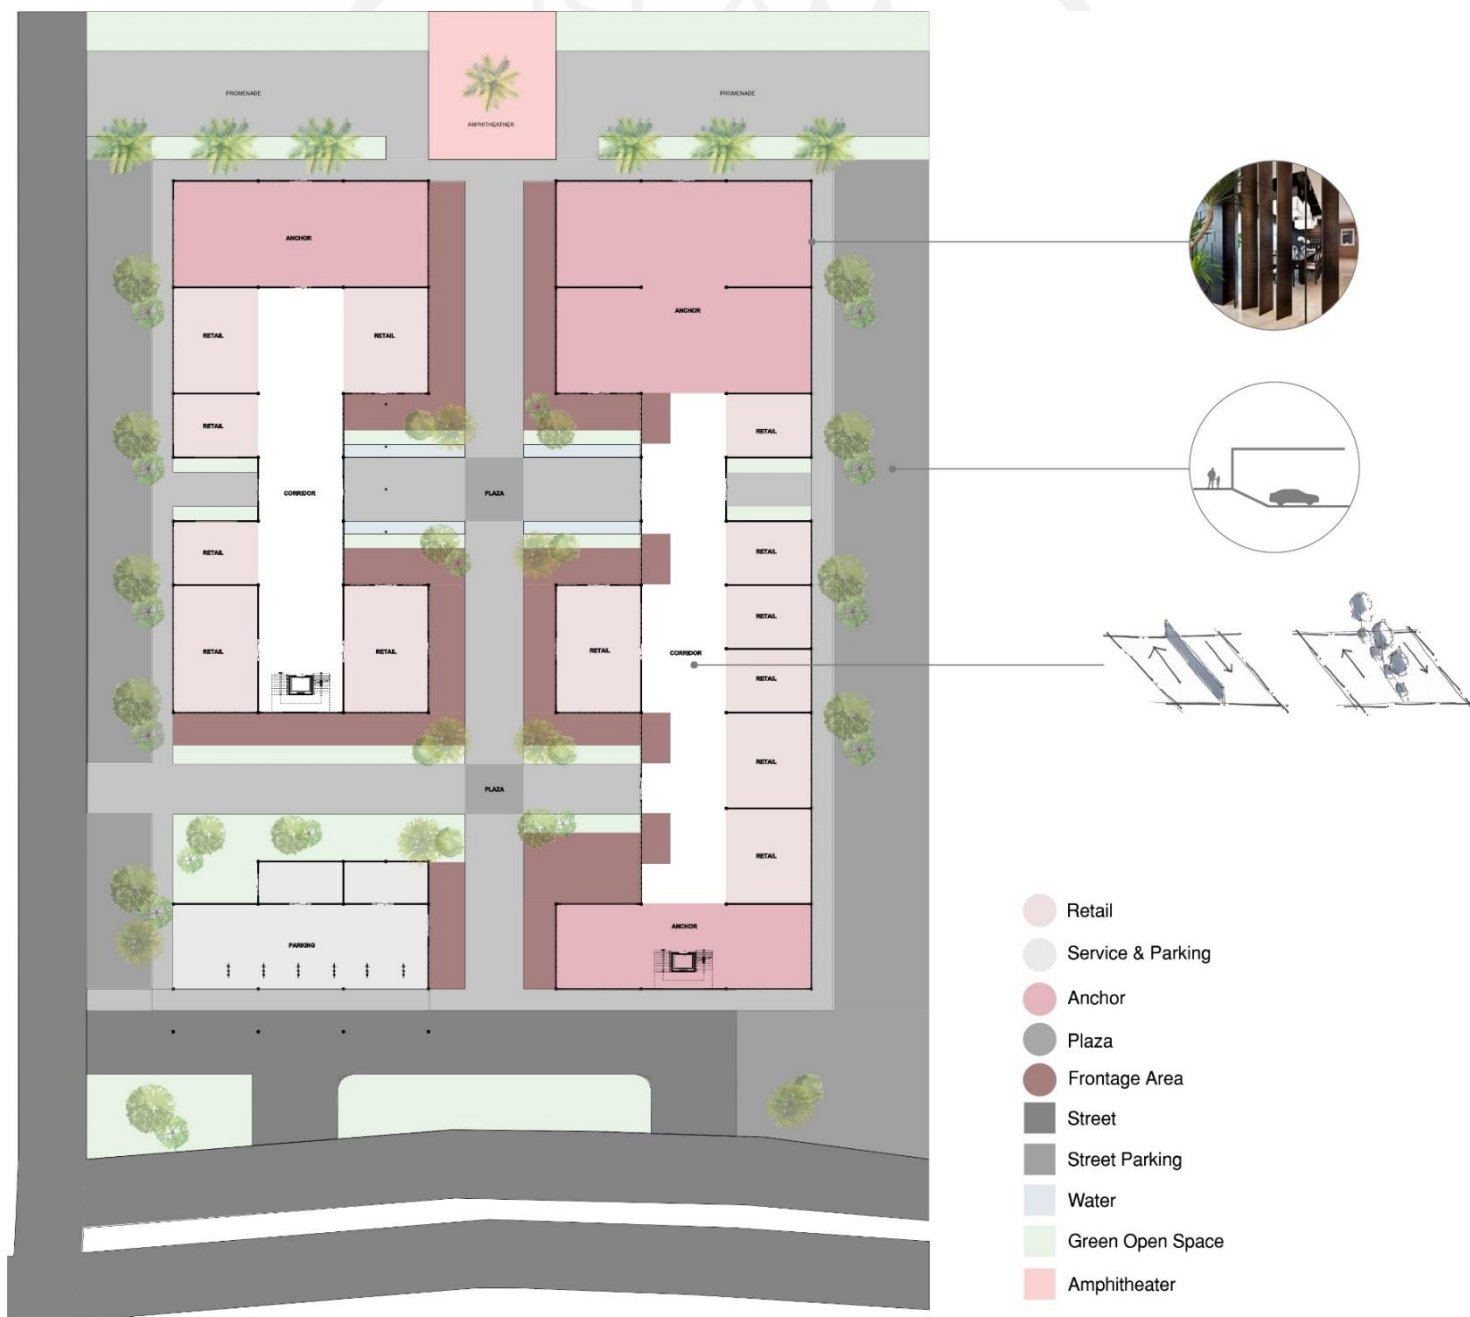 PROMENADE
PROMENADE
AMPHITHEATER
ANCHOR
ANCHOR
RETAIL
RETAIL
RETAIL
RETAIL
CORRIDOR
PLAZA
RETAIL
RETAIL
RETAIL
RETAIL
RETAIL
RETAIL
CORRIDOR
RETAIL
RETAIL
PLAZA
RETAIL
ANCHOR
PARKING
Retail
Service & Parking
Anchor
Plaza
Frontage Area
Street
Street Parking
Water
Green Open Space
Amphitheater